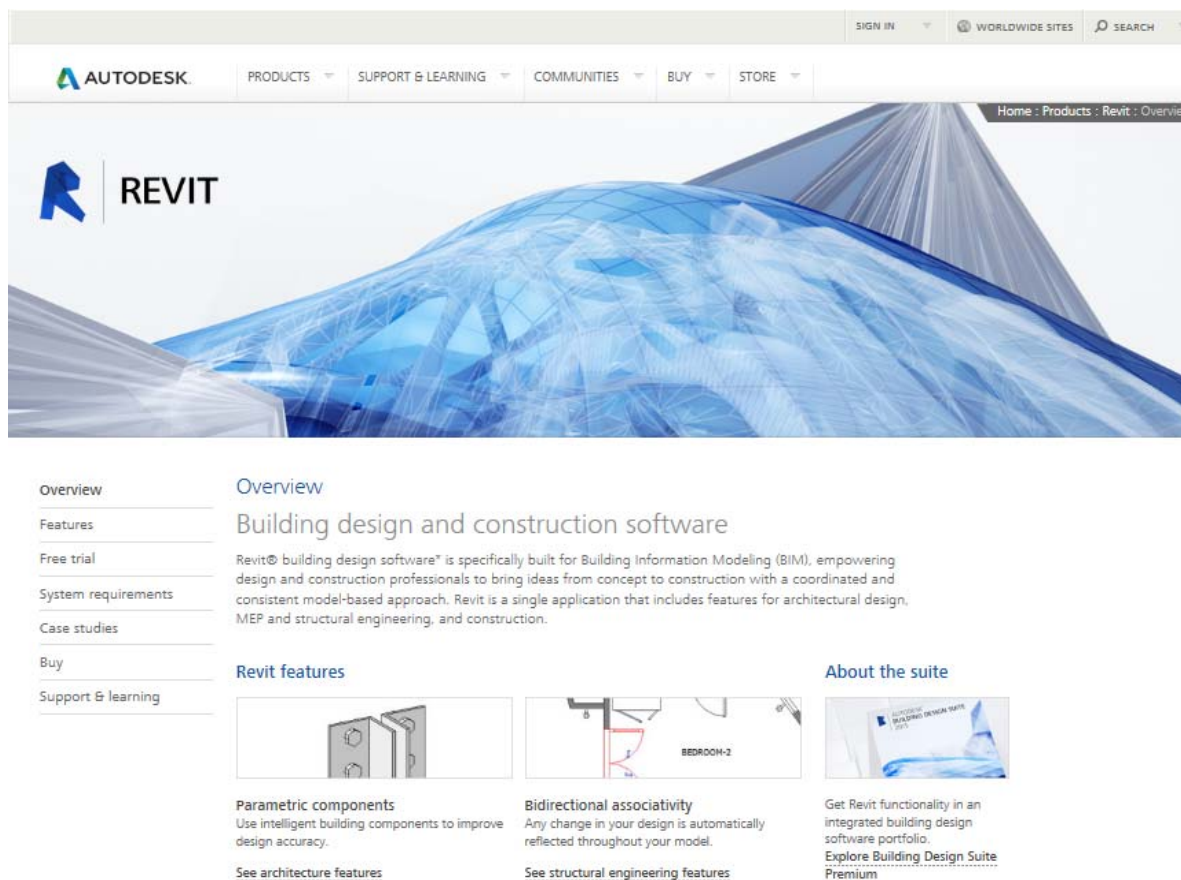 SIGN IN WORLDWIDE SITES SEARCH
AUTODESK. PRODUCTS SUPPORT & LEARNING COMMUNITIES BUY STORE
Home : Products : Revit : Overvie
REVIT
Overview
Features
Free trial
System requirements
Case studies
Buy
Support & learning
Overview
Building design and construction software
Revit® building design software* is specifically built for Building Information Modeling (BIM), empowering
design and construction professionals to bring ideas from concept to construction with a coordinated and
consistent model-based approach. Revit is a single application that includes features for architectural design,
MEP and structural engineering, and construction.
Revit features
Parametric components
Use intelligent building components to improve
design accuracy.
See architecture features
BEDROOM-2
Bidirectional associativity
Any change in your design is automatically
reflected throughout your model.
See structural engineering features
About the suite
AUTODESK
BUILDING DESIGN SUITE
2015
Get Revit functionality in an
integrated building design
software portfolio.
Explore Building Design Suite
Premium